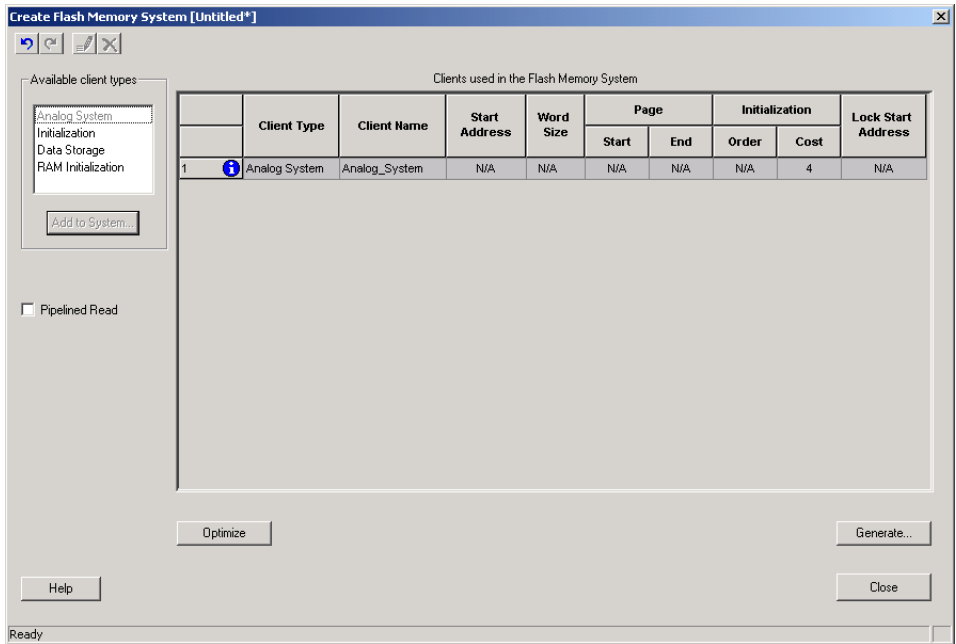 Create Flash Memory System [Untitled*]
Available client types
Analog System
Initialization
Data Storage
RAM Initialization
Add to System...
Pipelined Read
Clients used in the Flash Memory System
Client Type Client Name Start Address Word Size Page Initialization Lock Start Address
Start End Order Cost
1 Analog System Analog_System N/A N/A N/A N/A N/A 4 N/A
Optimize Generate...
Help Close
Ready